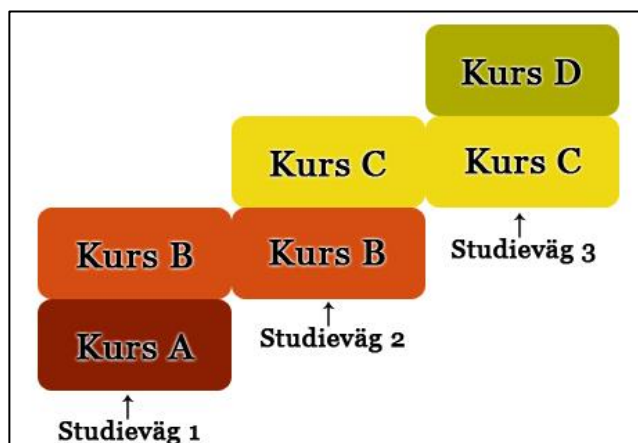 Kurs D
Kurs C
Kurs C
Studieväg 3
Kurs B
Kurs B
Studieväg 2
Kurs A
Studieväg 1